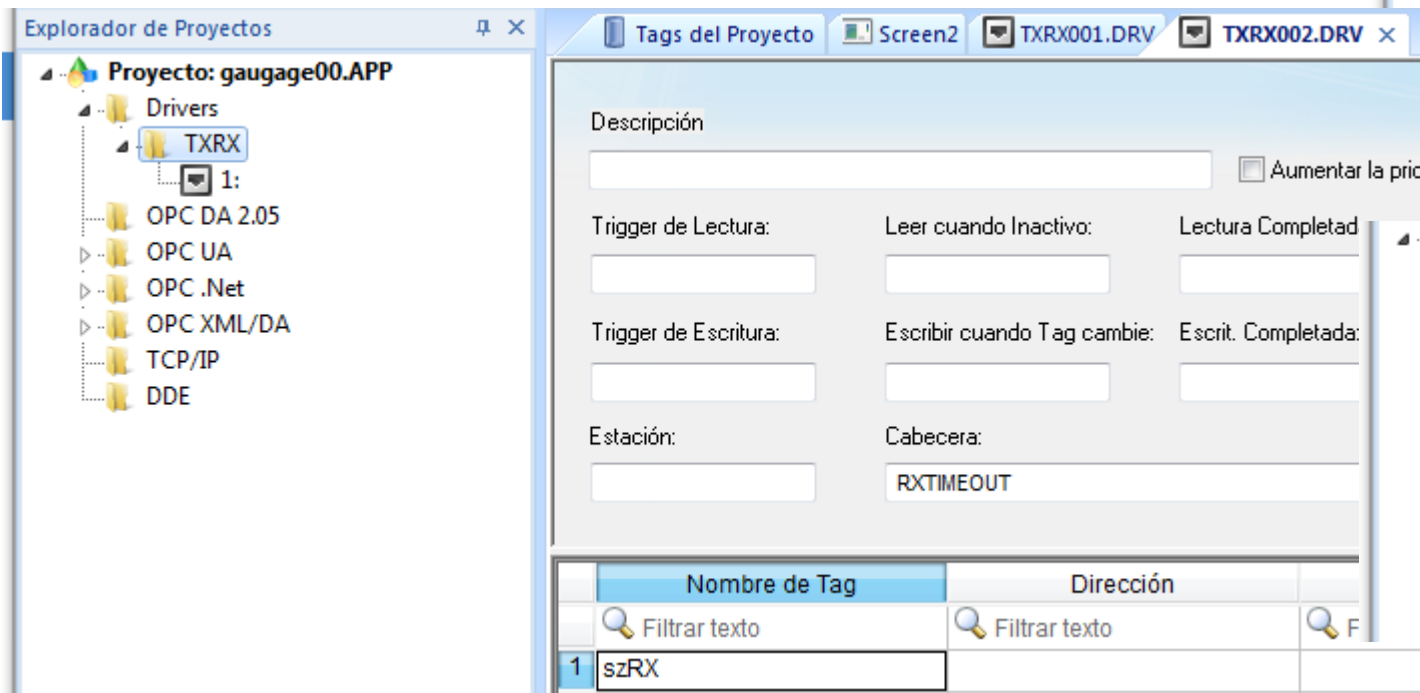 Explorador de Proyectos
Proyecto: gaugage00.APP
Drivers
TXRX
1:
OPC DA 2.05
OPC UA
OPC .Net
OPC XML/DA
TCP/IP
DDE
Tags del Proyecto Screen2 TXRX001.DRV TXRX002.DRV
Descripción
Aumentar la pric
Trigger de Lectura: Leer cuando Inactivo: Lectura Completad
Trigger de Escritura: Escribir cuando Tag cambie: Escrit. Completada:
Estación: Cabecera:
RXTIMEOUT
Nombre de Tag Dirección
Filtrar texto Filtrar texto F
1 szRX